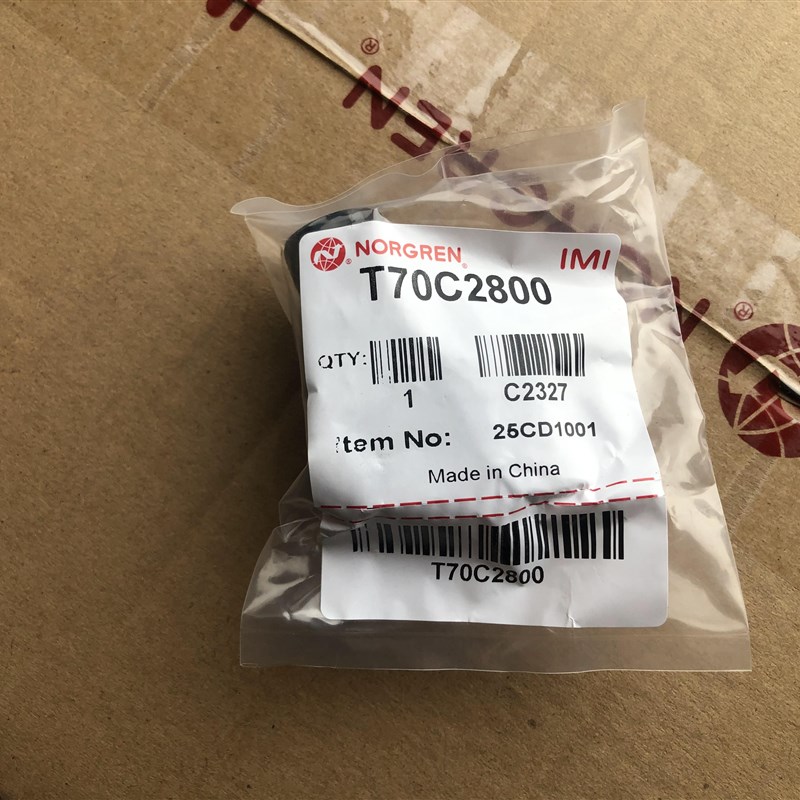 NORGREN® IMI
T70C2800
QTY:
1
C2327
Item No: 25CD1001
Made in China
T70C2800